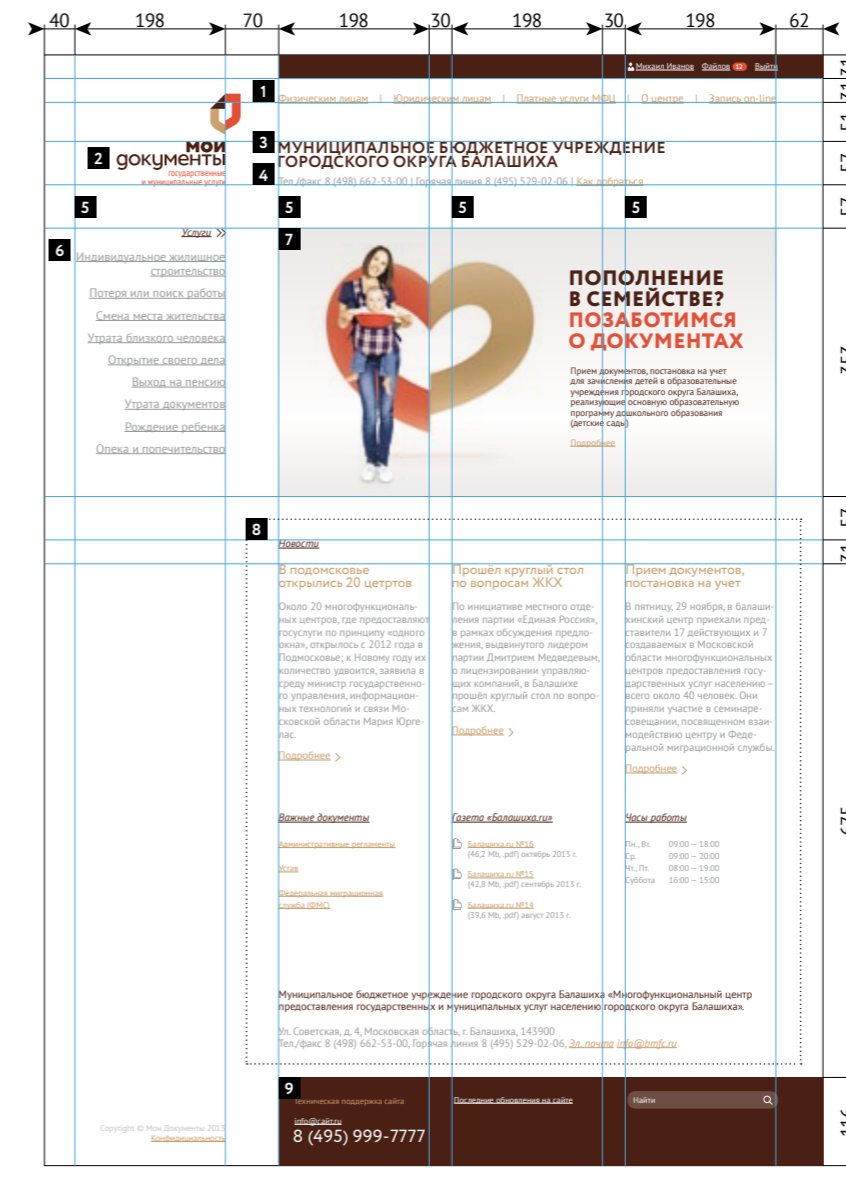 40 198 70 198 30 198 30 198 62
Михаил Иванов Файлов 12 Выйти
31
31
1
Физическим лицам | Юридическим лицам | Платные услуги МФЦ | О центре | Запись on-line
51
МОИ
2
документы
государственные
и муниципальные услуги
3
МУНИЦИПАЛЬНОЕ БЮДЖЕТНОЕ УЧРЕЖДЕНИЕ
ГОРОДСКОГО ОКРУГА БАЛАШИХА
57
4
Тел./факс 8 (498) 662-53-00 | Горячая линия 8 (495) 529-02-06 | Как добраться
57
5 5 5 5
6
Услуги
Индивидуальное жилищное
строительство
Потеря или поиск работы
Смена места жительства
Утрата близкого человека
Открытие своего дела
Выход на пенсию
Утрата документов
Рождение ребенка
Опека и попечительство
7
ПОПОЛНЕНИЕ
В СЕМЕЙСТВЕ?
ПОЗАБОТИМСЯ
О ДОКУМЕНТАХ
Прием документов, постановка на учет
для зачисления детей в образовательные
учреждения городского округа Балашиха,
реализующие основную образовательную
программу дошкольного образования
(детские сады)
Подробнее
353
57
31
8
Новости
В подомсковье
открылись 20 цетртов
Около 20 многофункциональ-
ных центров, где предоставляют
госуслуги по принципу «одного
окна», открылось с 2012 года в
Подмосковье; к Новому году их
количество удвоится, заявила в
среду министр государственно-
го управления, информацион-
ных технологий и связи Мо-
сковской области Мария Юрге-
лас.
Подробнее
Прошёл круглый стол
по вопросам ЖКХ
По инициативе местного отде-
ления партии «Единая Россия»,
в рамках обсуждения предло-
жения, выдвинутого лидером
партии Дмитрием Медведевым,
о лицензировании управляю-
щих компаний, в Балашихе
прошёл круглый стол по вопро-
сам ЖКХ.
Подробнее
Прием документов,
постановка на учет
В пятницу, 29 ноября, в балаши-
хинский центр приехали пред-
ставители 17 действующих и 7
создаваемых в Московской
области многофункциональных
центров предоставления госу-
дарственных услуг населению –
всего около 40 человек. Они
приняли участие в семинаре-
совещании, посвященном взаи-
модействию центру и Феде-
ральной миграционной службы.
Подробнее
675
Важные документы
Административные регламенты
Устав
Федеральная миграционная
служба (ФМС)
Газета «Балашиха.ru»
Балашиха.ru №16
(46,2 Mb, .pdf) октябрь 2013 г.
Балашиха.ru №15
(42,8 Mb, .pdf) сентябрь 2013 г.
Балашиха.ru №14
(39,6 Mb, .pdf) август 2013 г.
Часы работы
Пн., Вт. 09:00 — 18:00
Ср. 09:00 — 20:00
Чт., Пт. 08:00 — 19:00
Суббота 16:00 — 15:00
Муниципальное бюджетное учреждение городского округа Балашиха «Многофункциональный центр
предоставления государственных и муниципальных услуг населению городского округа Балашиха».
Ул. Советская, д. 4, Московская область, г. Балашиха, 143900
Тел./факс 8 (498) 662-53-00, Горячая линия 8 (495) 529-02-06, Эл. почта info@bmfc.ru
9
Техническая поддержка сайта
info@сайт.ru
8 (495) 999-7777
Последние обновления на сайте
Найти
Copyright © Мои Документы 2013
Конфидициальность
116